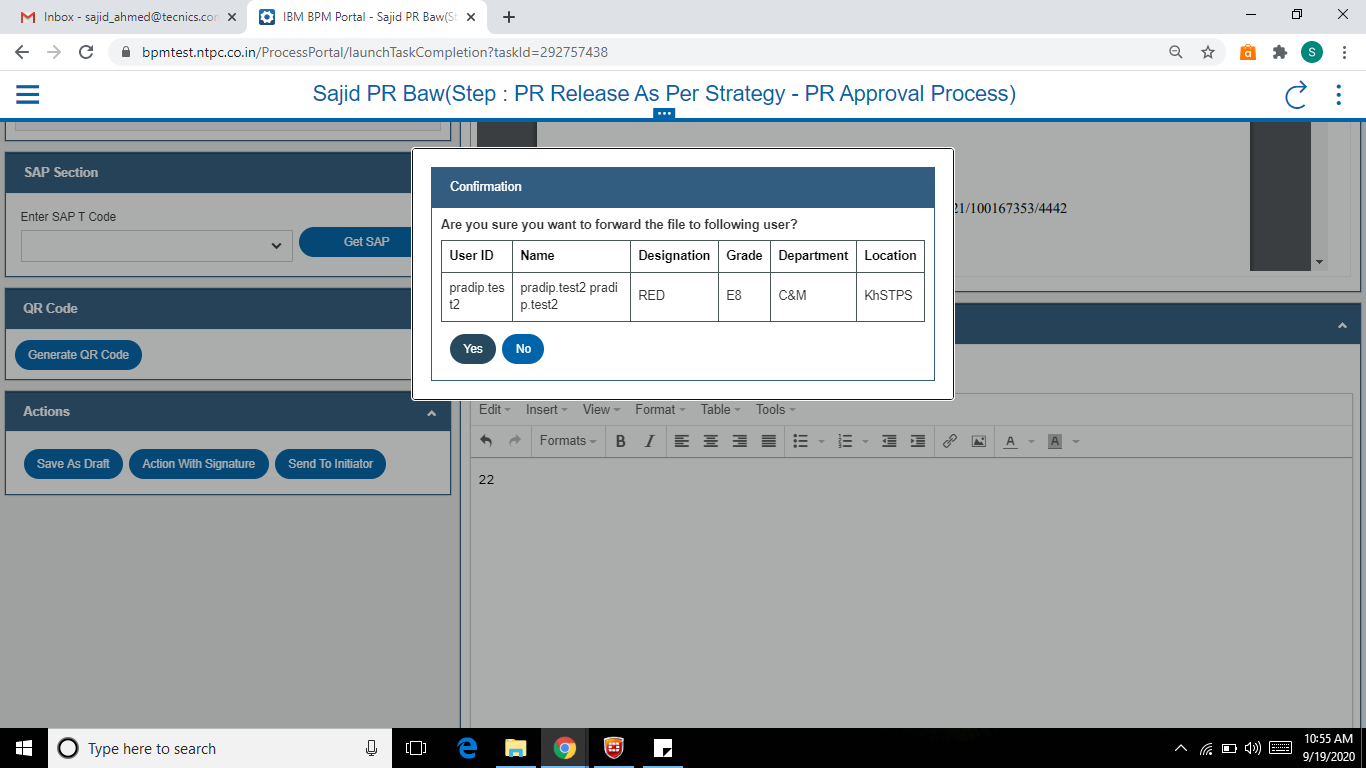 Inbox - sajid_ahmed@tecnics.con
IBM BPM Portal - Sajid PR Baw(St
bpmtest.ntpc.co.in/ProcessPortal/launchTaskCompletion?taskId=292757438
S
Sajid PR Baw(Step : PR Release As Per Strategy - PR Approval Process)
SAP Section
Enter SAP T Code
Get SAP
QR Code
Generate QR Code
Actions
Save As Draft Action With Signature Send To Initiator
Confirmation
Are you sure you want to forward the file to following user?
User ID Name Designation Grade Department Location
pradip.tes pradip.test2 pradi RED E8 C&M KhSTPS
t2 p.test2
Yes No
21/100167353/4442
Edit Insert View Format Table Tools
Formats B I A A
22
Type here to search
10:55 AM
9/19/2020